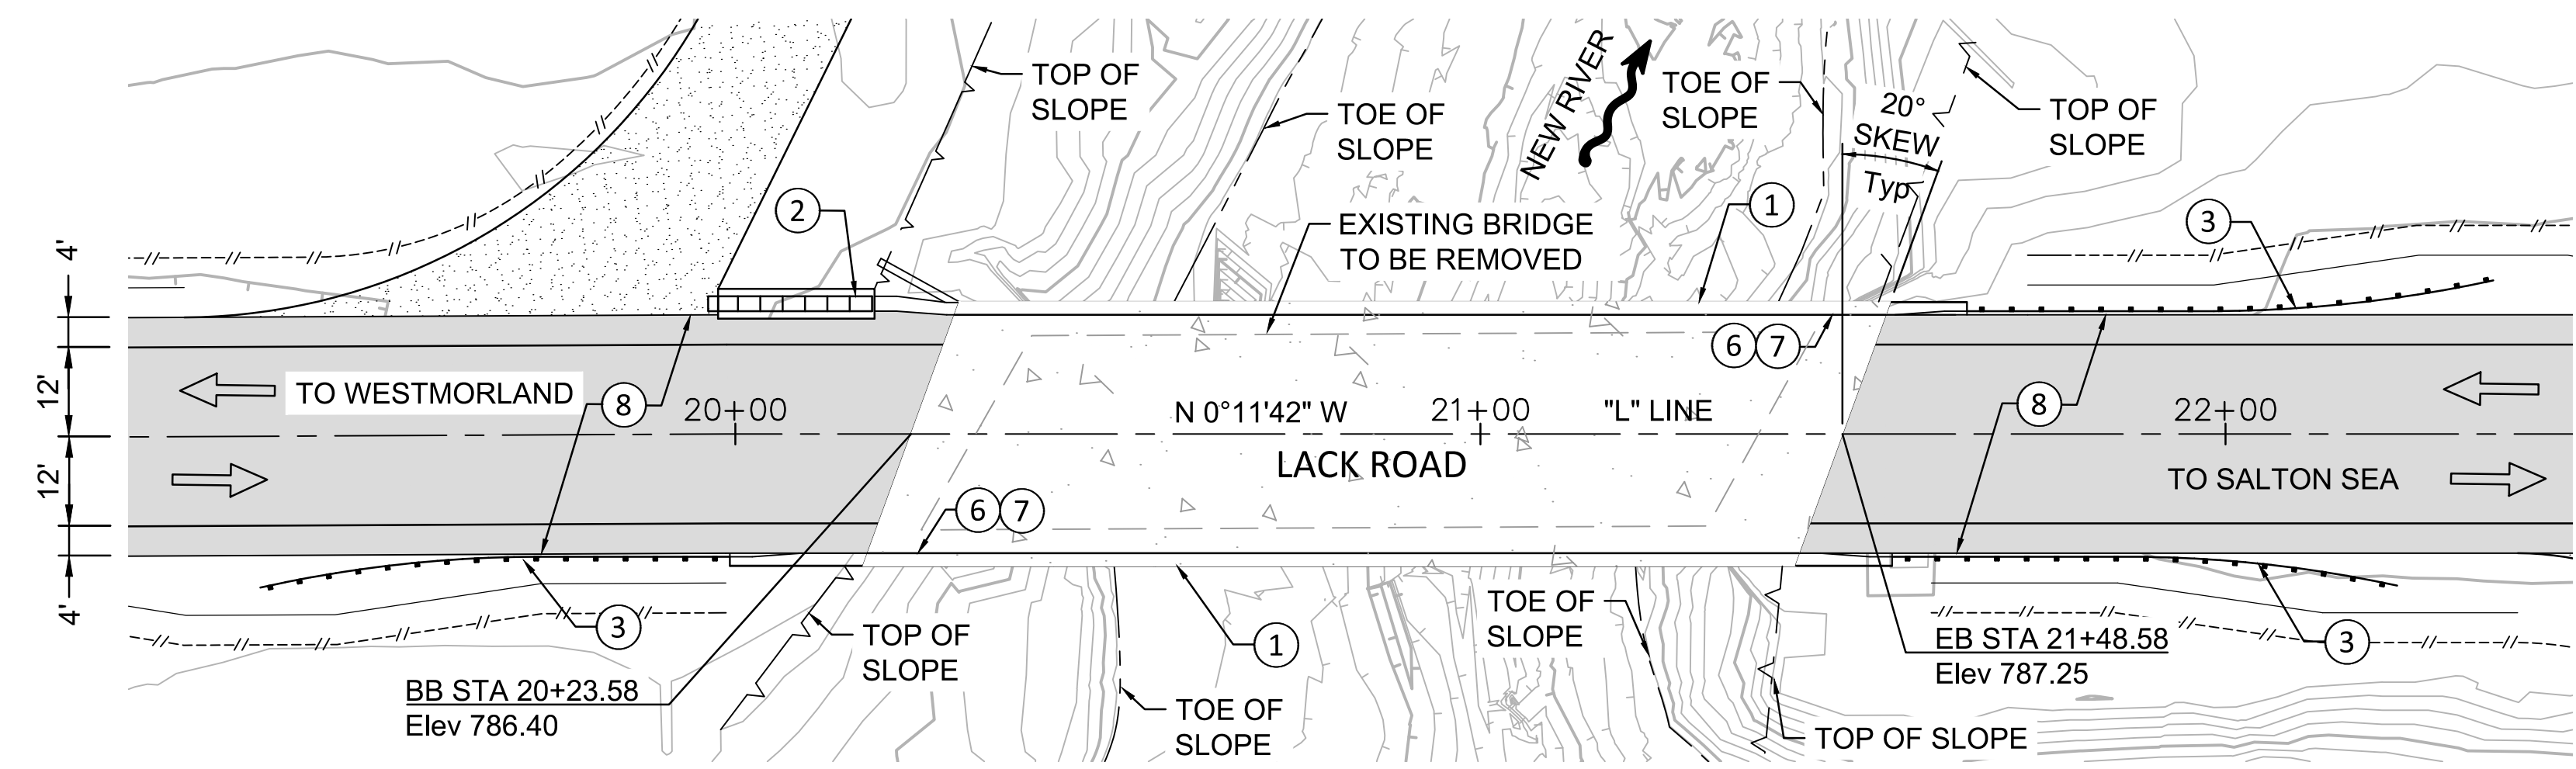 TOP OF
SLOPE
TOE OF
SLOPE
NEW RIVER
TOE OF
SLOPE
20°
SKEW
Typ
TOP OF
SLOPE
2
1
3
EXISTING BRIDGE
TO BE REMOVED
4'
12'
12'
4'
6 7
TO WESTMORLAND
8
20+00
N 0°11'42" W
21+00
"L" LINE
8
22+00
LACK ROAD
TO SALTON SEA
6 7
3
TOP OF
SLOPE
1
TOE OF
SLOPE
EB STA 21+48.58
Elev 787.25
3
BB STA 20+23.58
Elev 786.40
TOE OF
SLOPE
TOP OF SLOPE